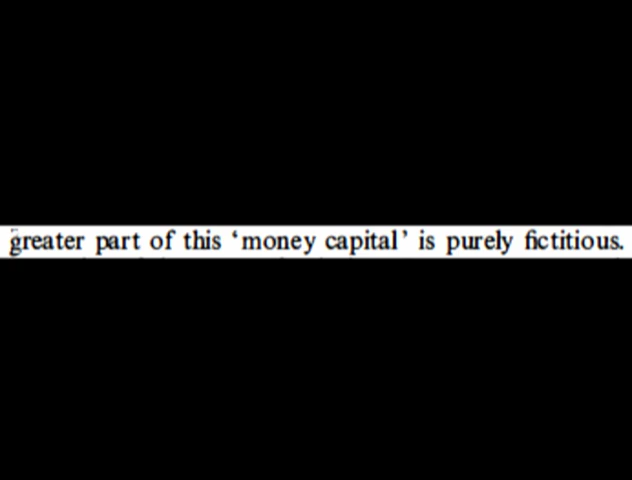 greater part of this ‘money capital’ is purely fictitious.